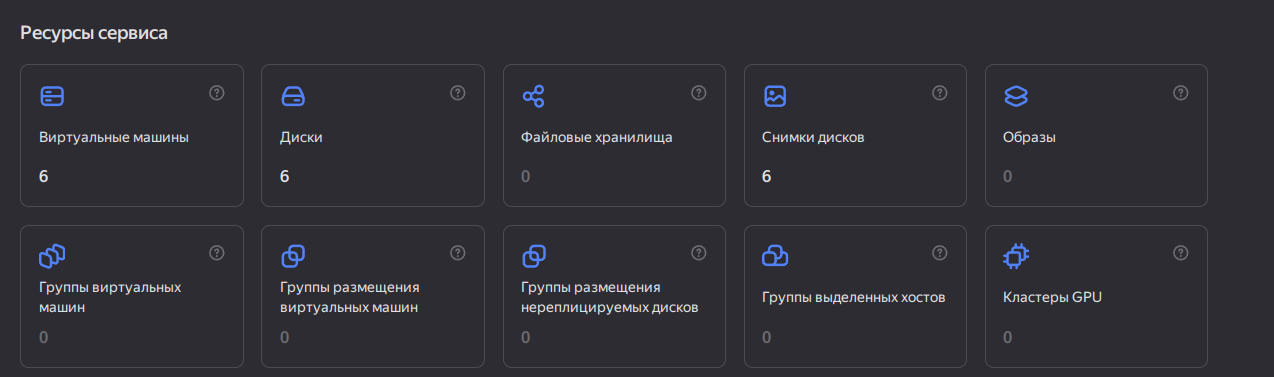 Ресурсы сервиса
Виртуальные машины
6
Диски
6
Файловые хранилища
0
Снимки дисков
6
Образы
0
Группы виртуальных
машин
0
Группы размещения
виртуальных машин
0
Группы размещения
нереплицируемых дисков
0
Группы выделенных хостов
0
Кластеры GPU
0